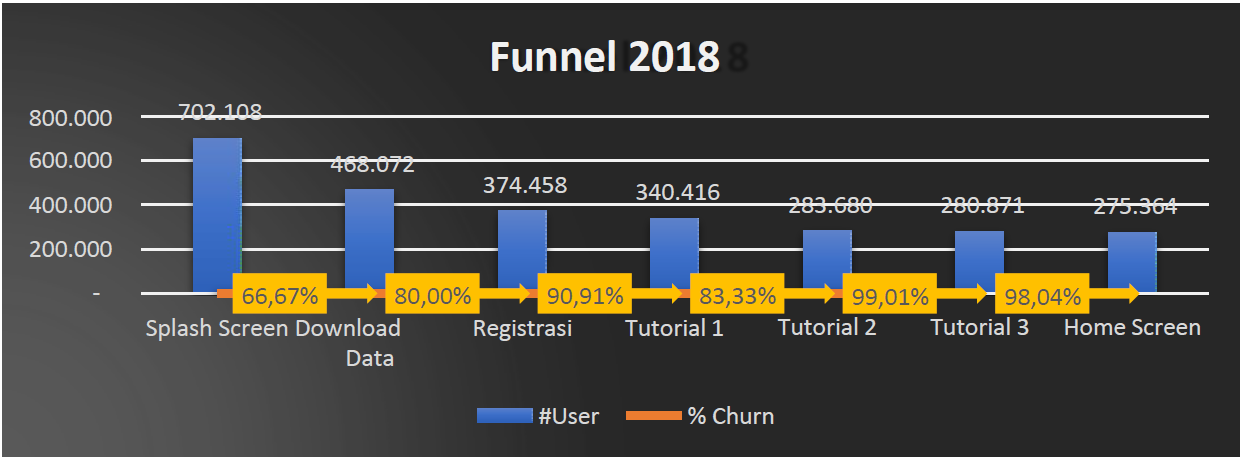 Funnel 2018
702.108
800.000
600.000
468.072
374.458
340.416
283.680
280.871
275.364
400.000
200.000
-
66,67%
80,00%
90,91%
83,33%
99,01%
98,04%
Splash Screen
Download
Data
Registrasi
Tutorial 1
Tutorial 2
Tutorial 3
Home Screen
#User
% Churn